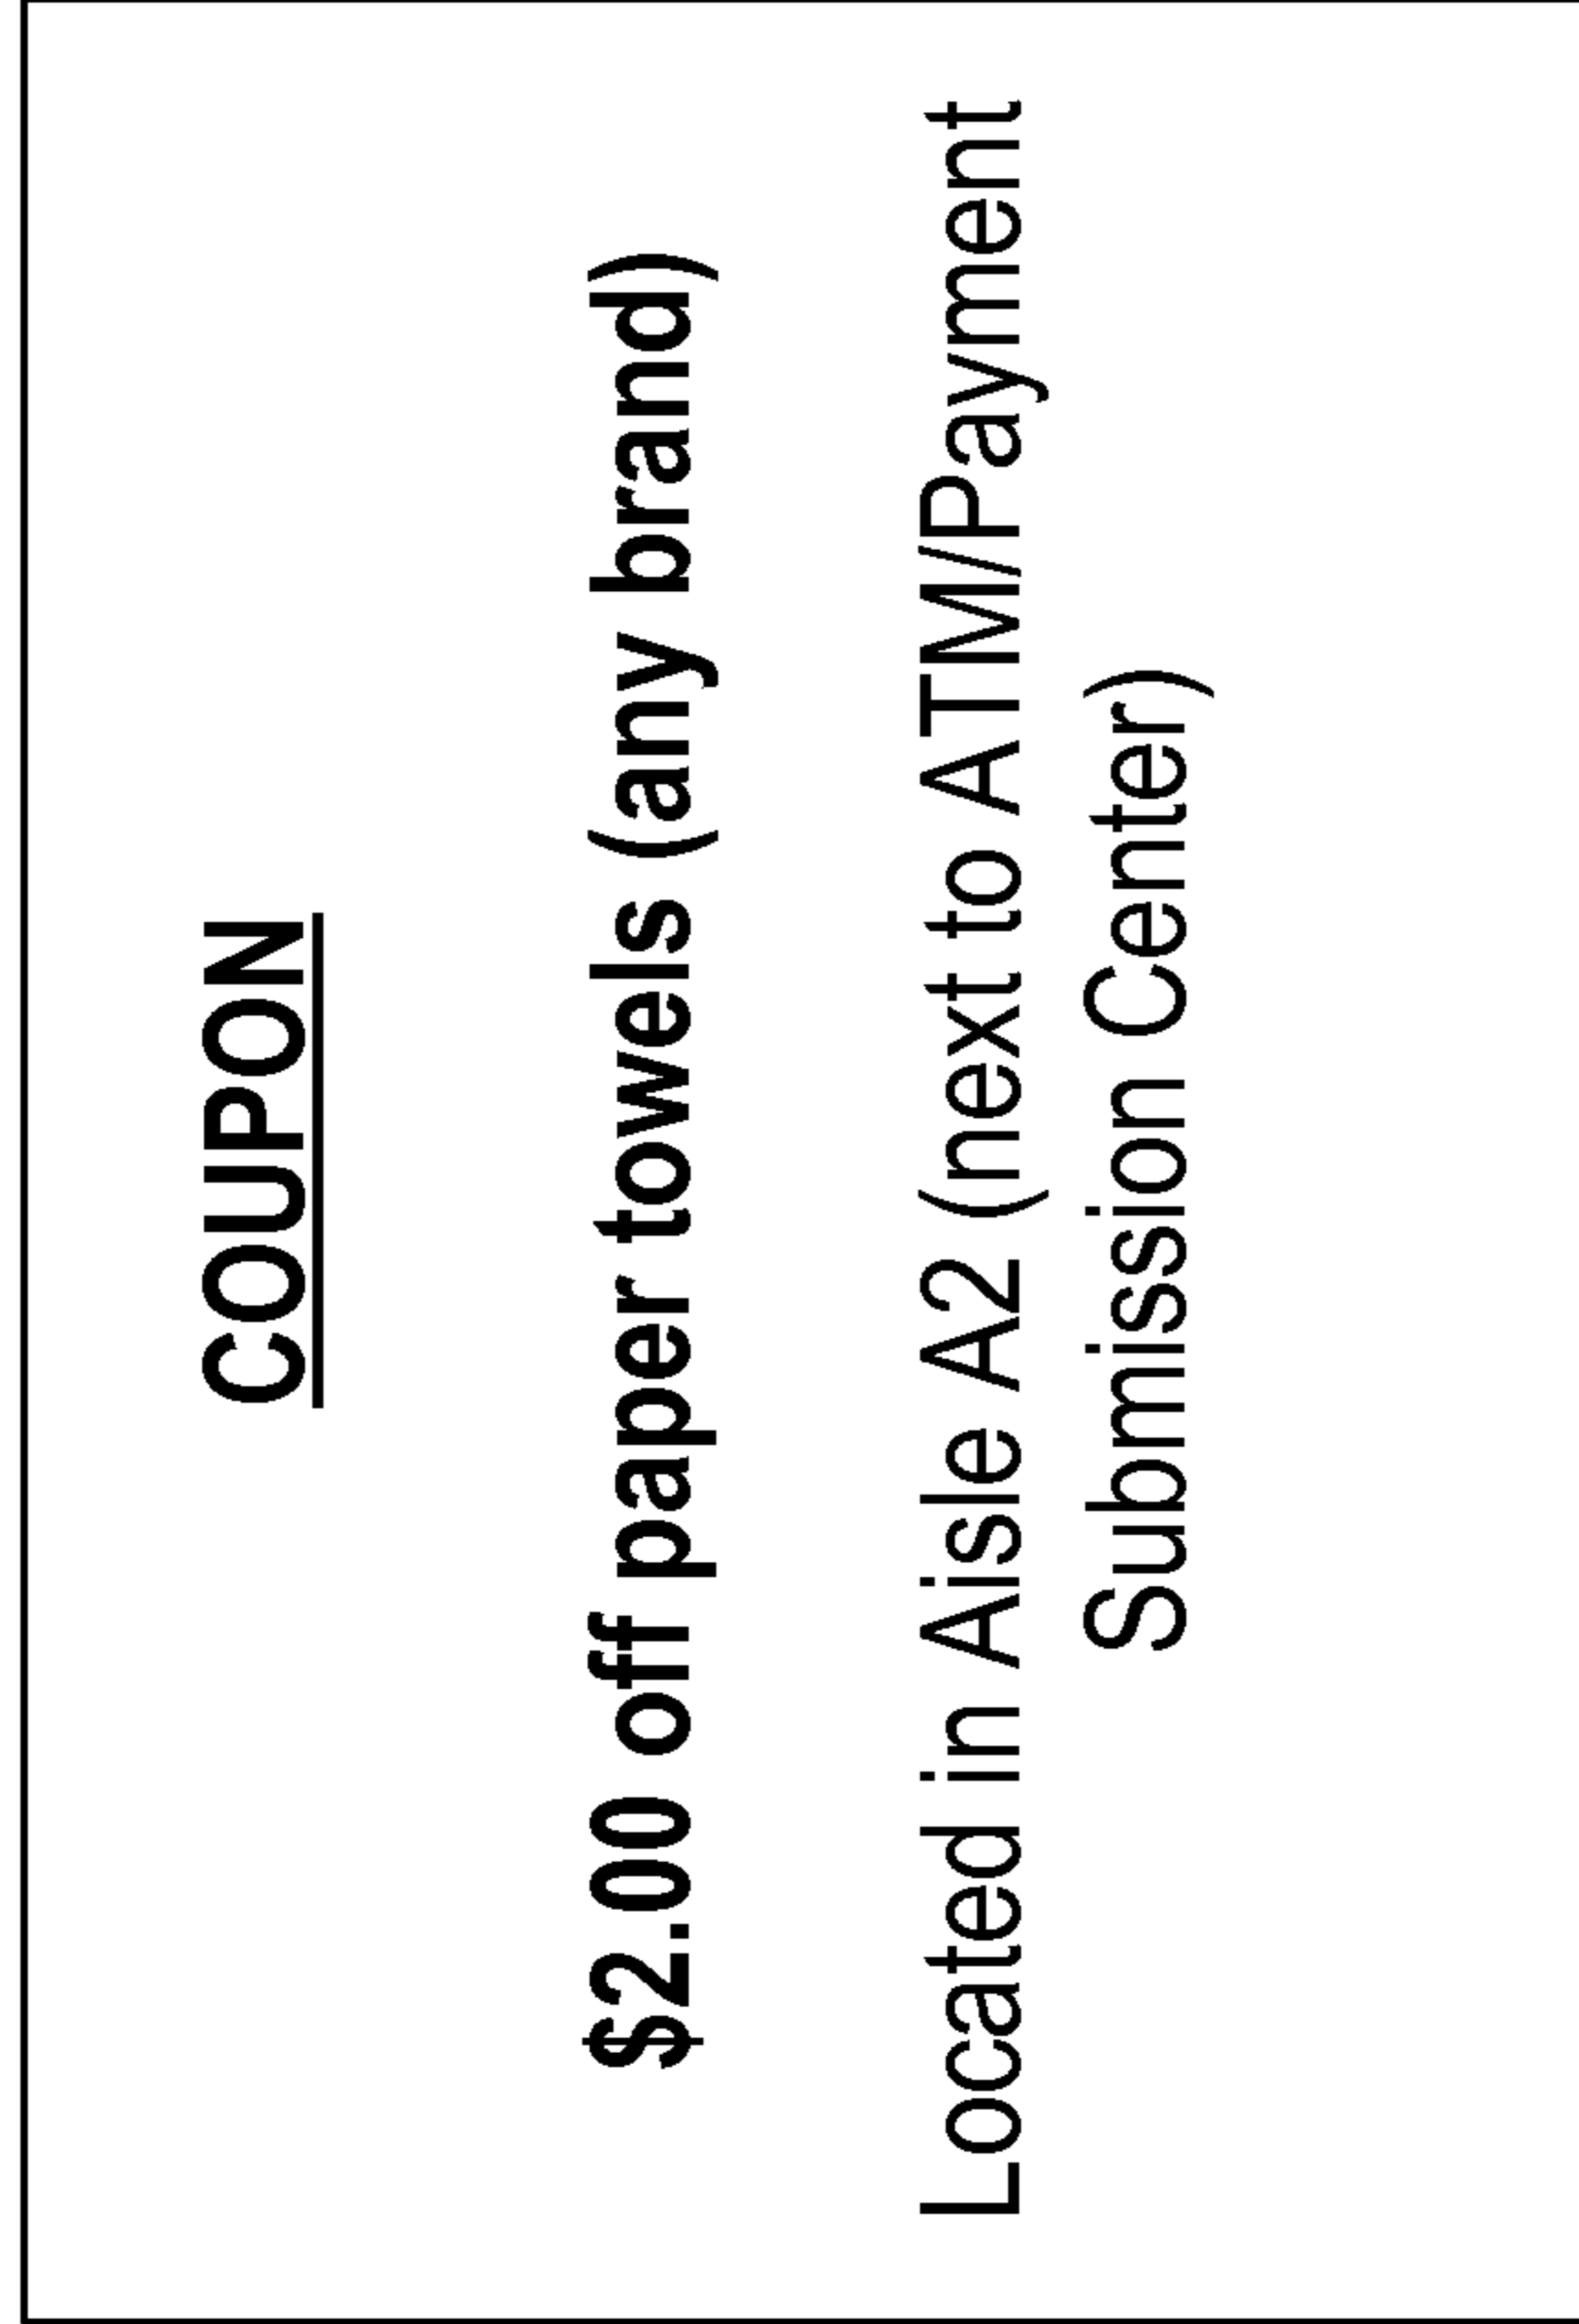 COUPON
$2.00 off paper towels (any brand)
Located in Aisle A2 (next to ATM/Payment
Submission Center)